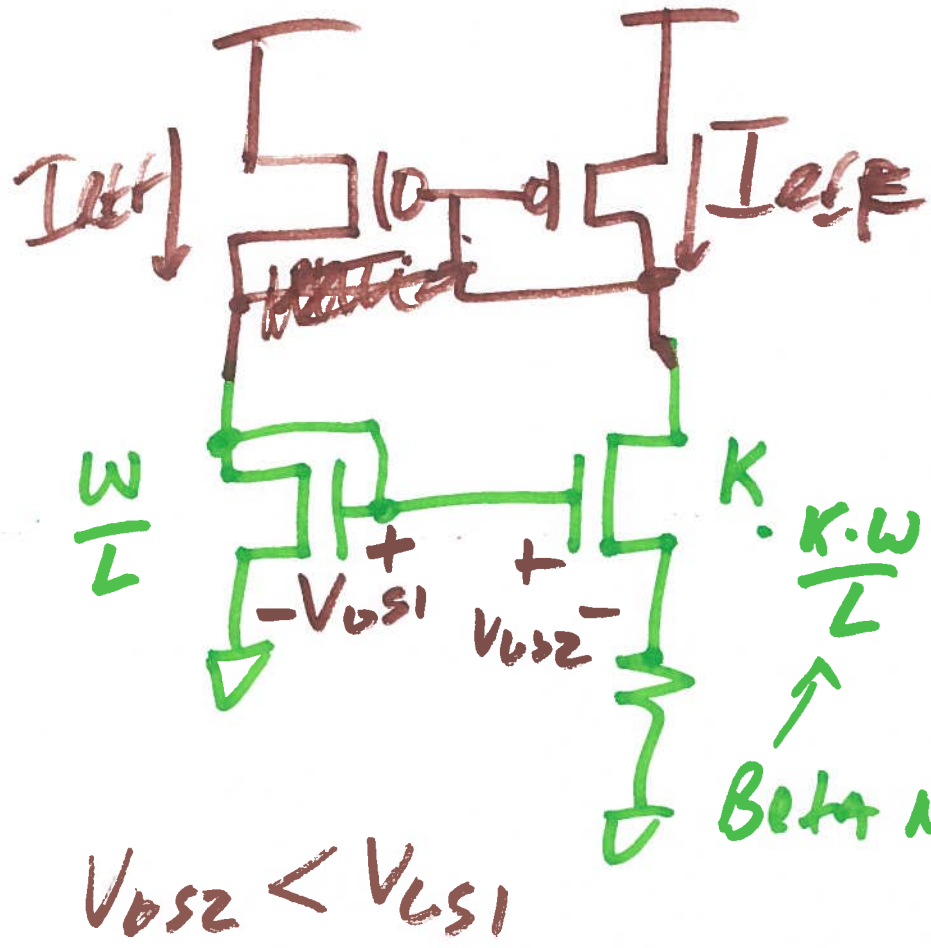 IREF
IREF
W
L
K
K·W
L
+
-VGS1
+
VGS2-
Beta
VGS2 < VGS1